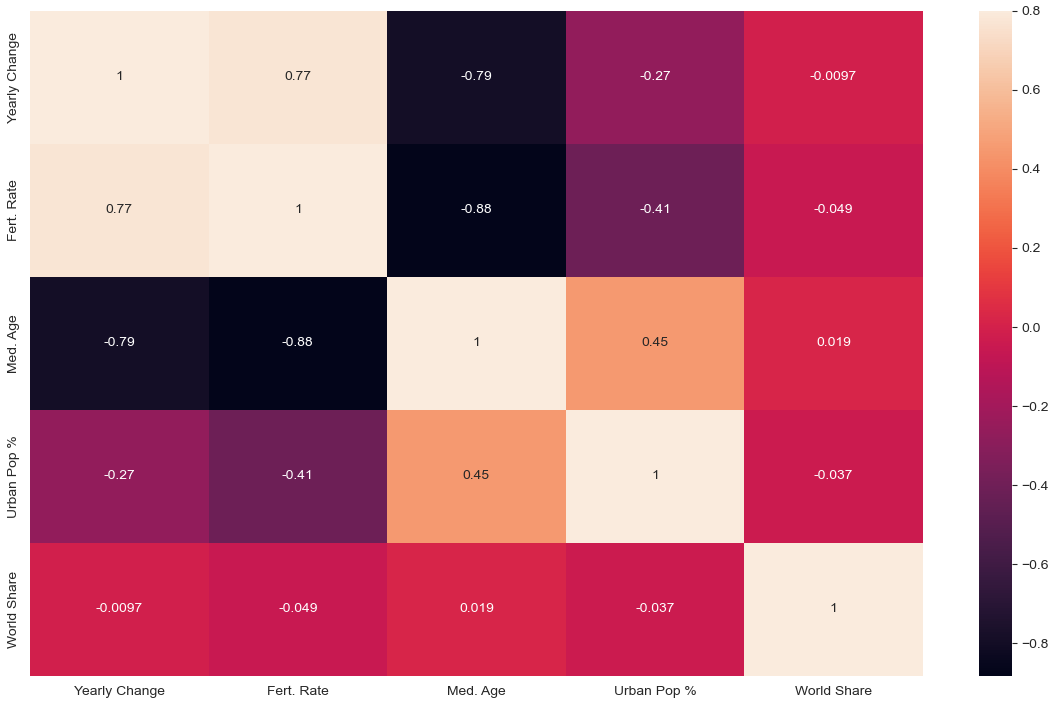 Yearly Change 1 0.77 -0.79 -0.27 -0.0097
Fert. Rate 0.77 1 -0.88 -0.41 -0.049
Med. Age -0.79 -0.88 1 0.45 0.019
Urban Pop % -0.27 -0.41 0.45 1 -0.037
World Share -0.0097 -0.049 0.019 -0.037 1
Yearly Change Fert. Rate Med. Age Urban Pop % World Share
0.8
0.6
0.4
0.2
0.0
−0.2
−0.4
−0.6
−0.8